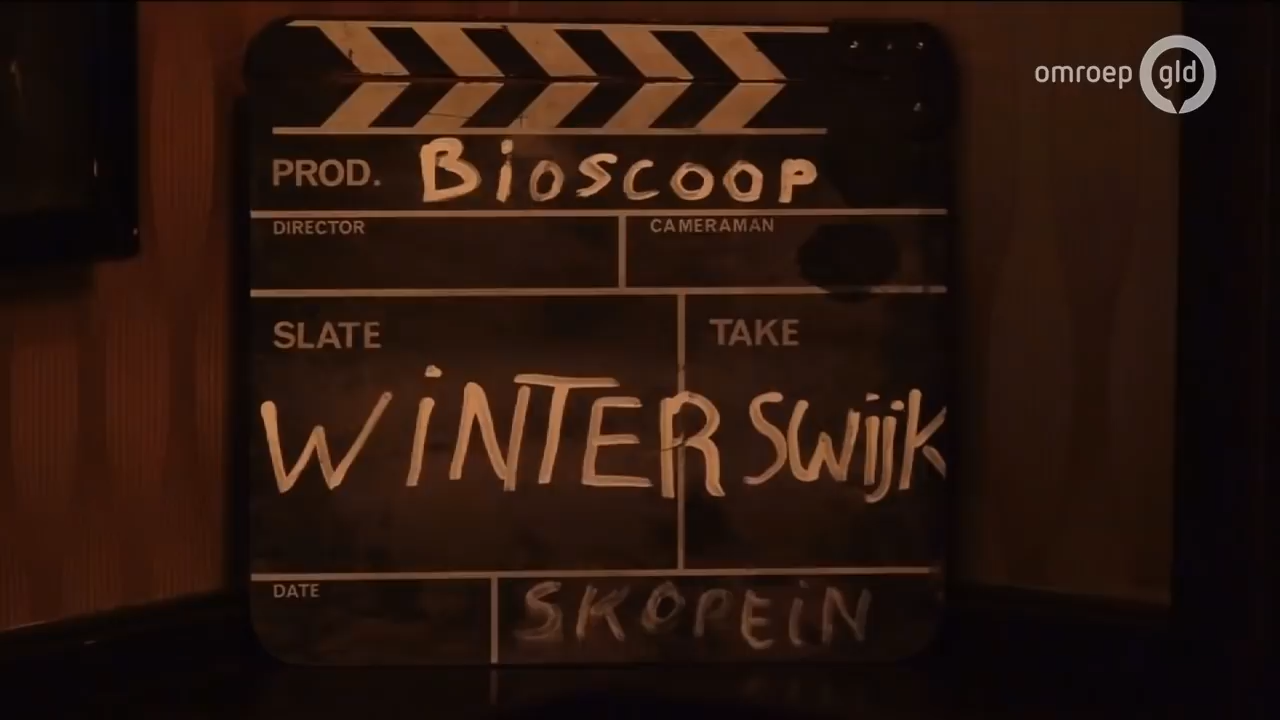 omroep gld
PROD. Bioscoop
DIRECTOR CAMERAMAN
SLATE TAKE
WiNTERSwijk
DATE SKOPEiN